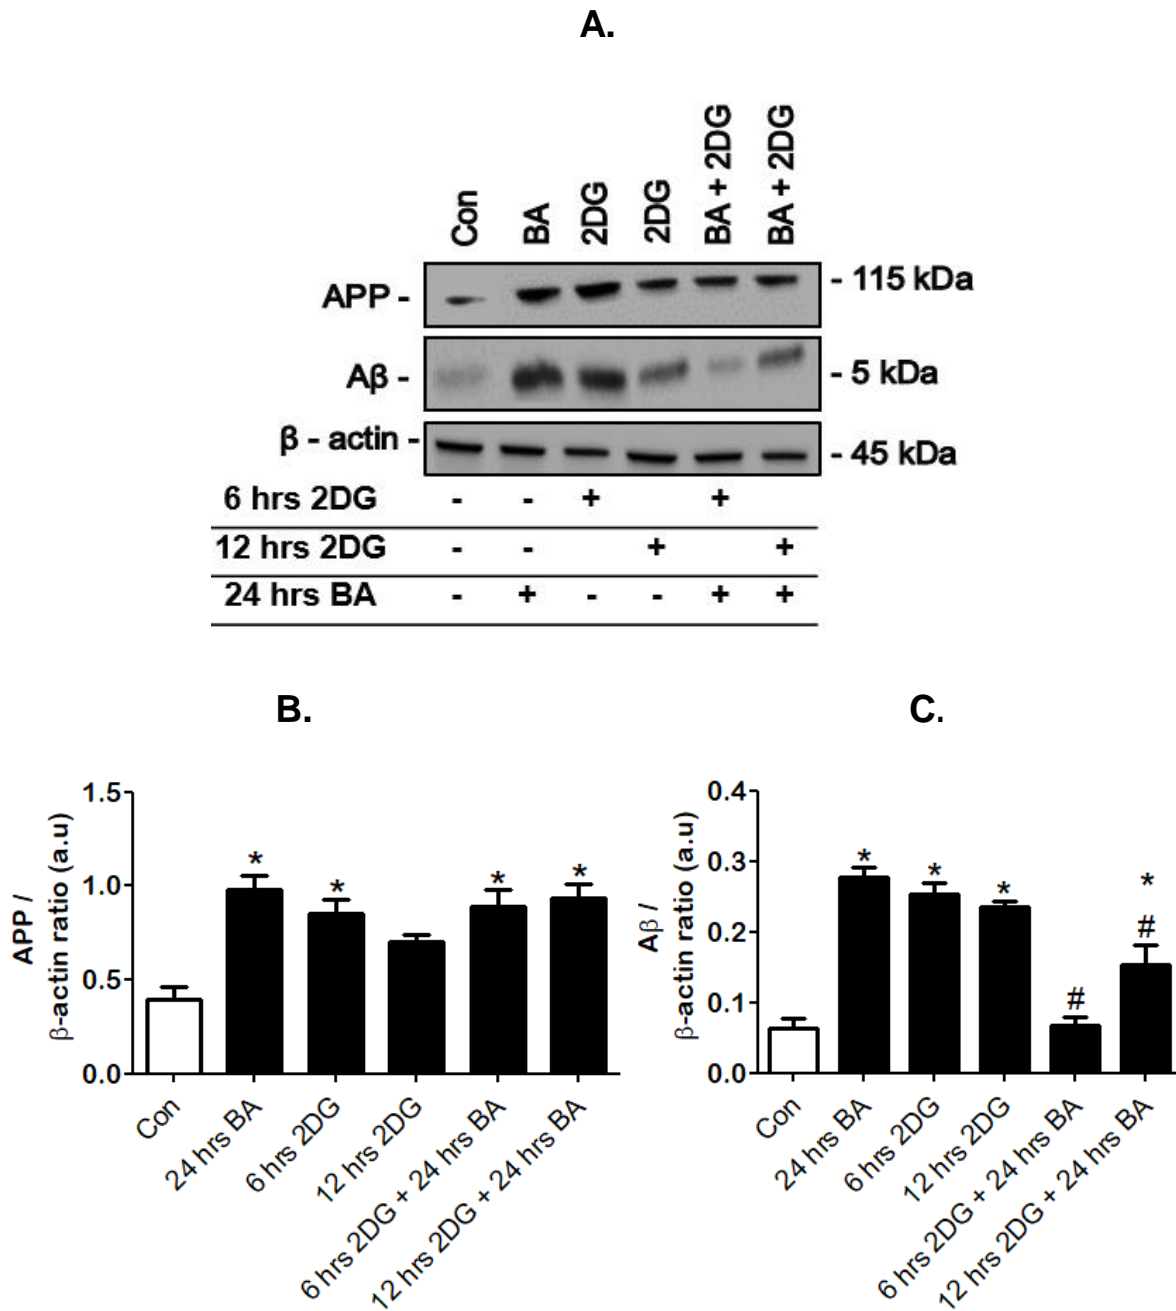 A.
Con
BA
2DG
2DG
BA + 2DG
BA + 2DG
APP -
- 115 kDa
Aβ -
- 5 kDa
β - actin -
- 45 kDa
6 hrs 2DG - - + +
12 hrs 2DG - - + +
24 hrs BA - + - - + +
B.
APP /
β-actin ratio (a.u)
1.5
1.0
0.5
0.0
* * * *
Con
24 hrs BA
6 hrs 2DG
12 hrs 2DG
6 hrs 2DG + 24 hrs BA
12 hrs 2DG + 24 hrs BA
C.
Aβ /
β-actin ratio (a.u)
0.4
0.3
0.2
0.1
0.0
* * * *
# #
Con
24 hrs BA
6 hrs 2DG
12 hrs 2DG
6 hrs 2DG + 24 hrs BA
12 hrs 2DG + 24 hrs BA